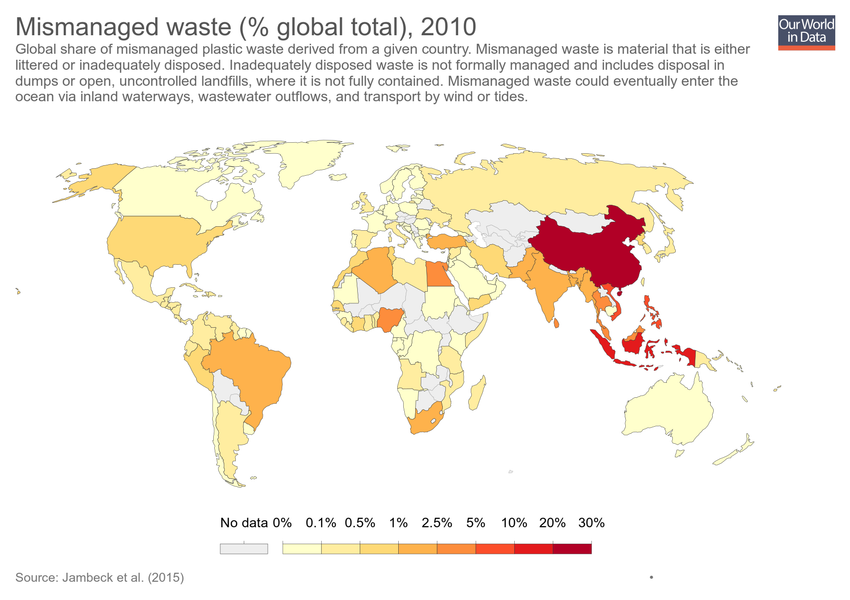 Mismanaged waste (% global total), 2010
Our World
in Data
Global share of mismanaged plastic waste derived from a given country. Mismanaged waste is material that is either
littered or inadequately disposed. Inadequately disposed waste is not formally managed and includes disposal in
dumps or open, uncontrolled landfills, where it is not fully contained. Mismanaged waste could eventually enter the
ocean via inland waterways, wastewater outflows, and transport by wind or tides.
No data 0% 0.1% 0.5% 1% 2.5% 5% 10% 20% 30%
Source: Jambeck et al. (2015)